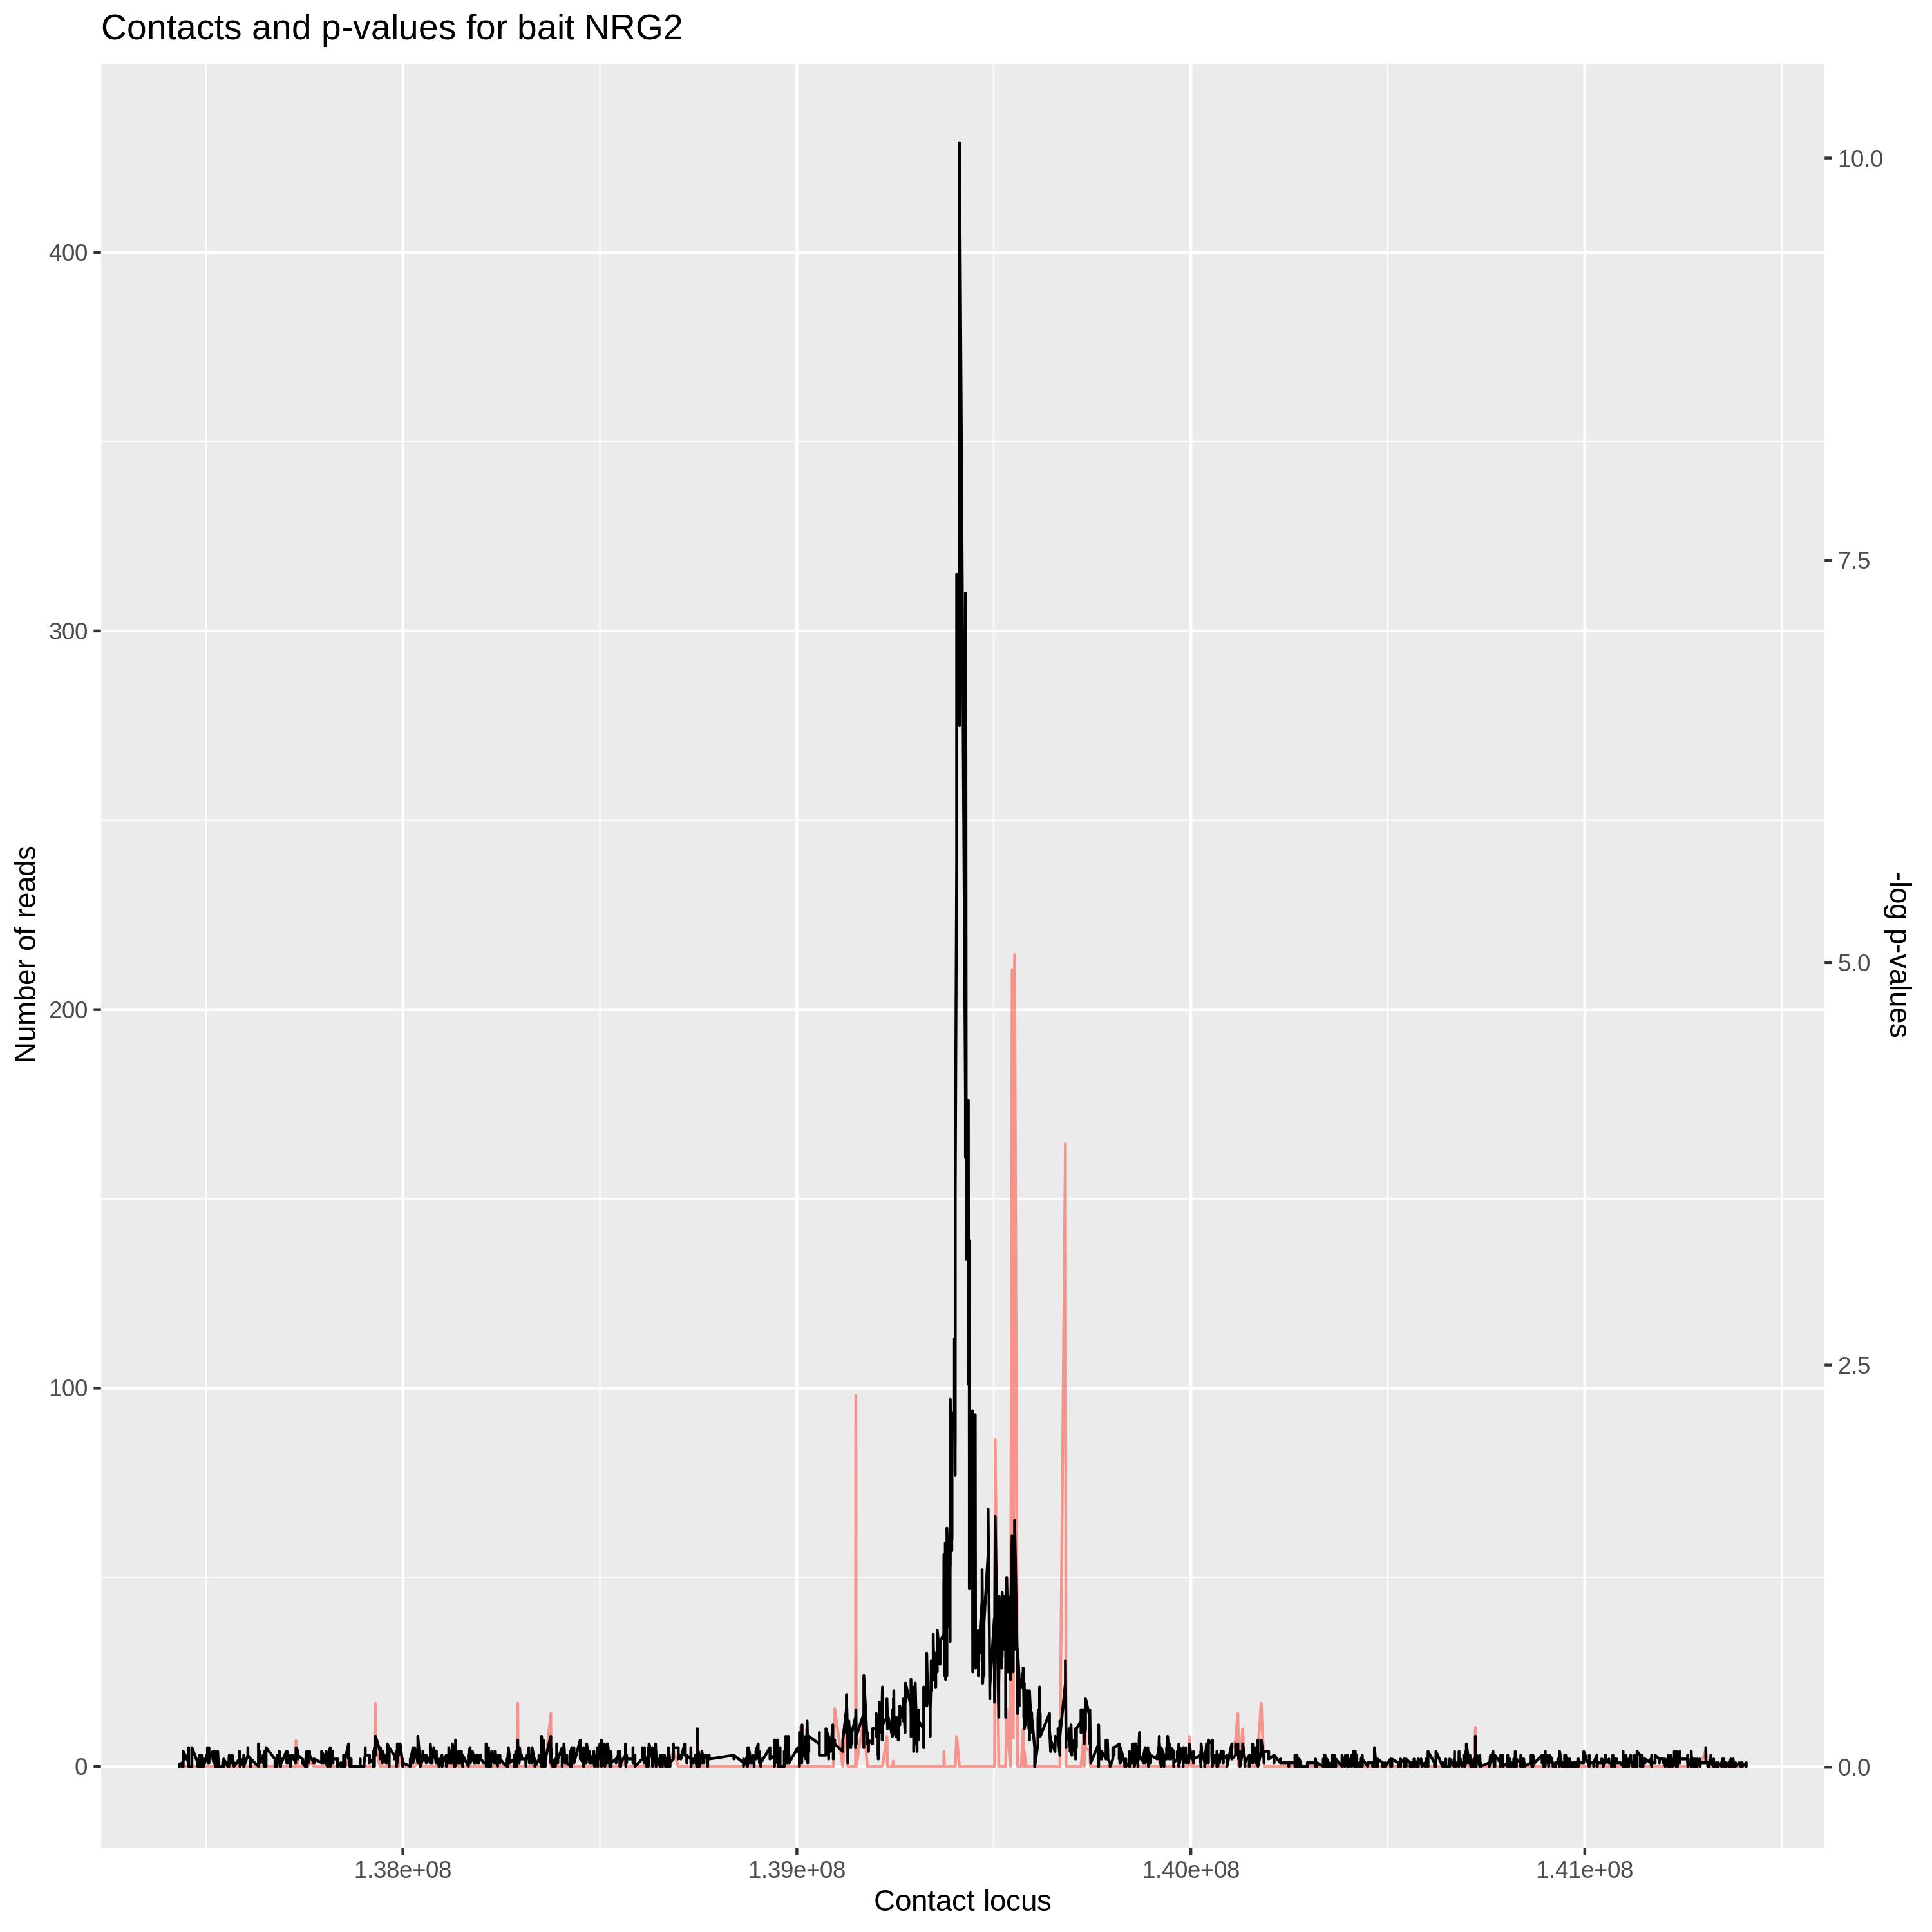 Contacts and p-values for bait NRG2
Number of reads
400
300
200
100
0
10.0
7.5
5.0
2.5
0.0
-log p-values
1.38e+08
1.39e+08
1.40e+08
1.41e+08
Contact locus